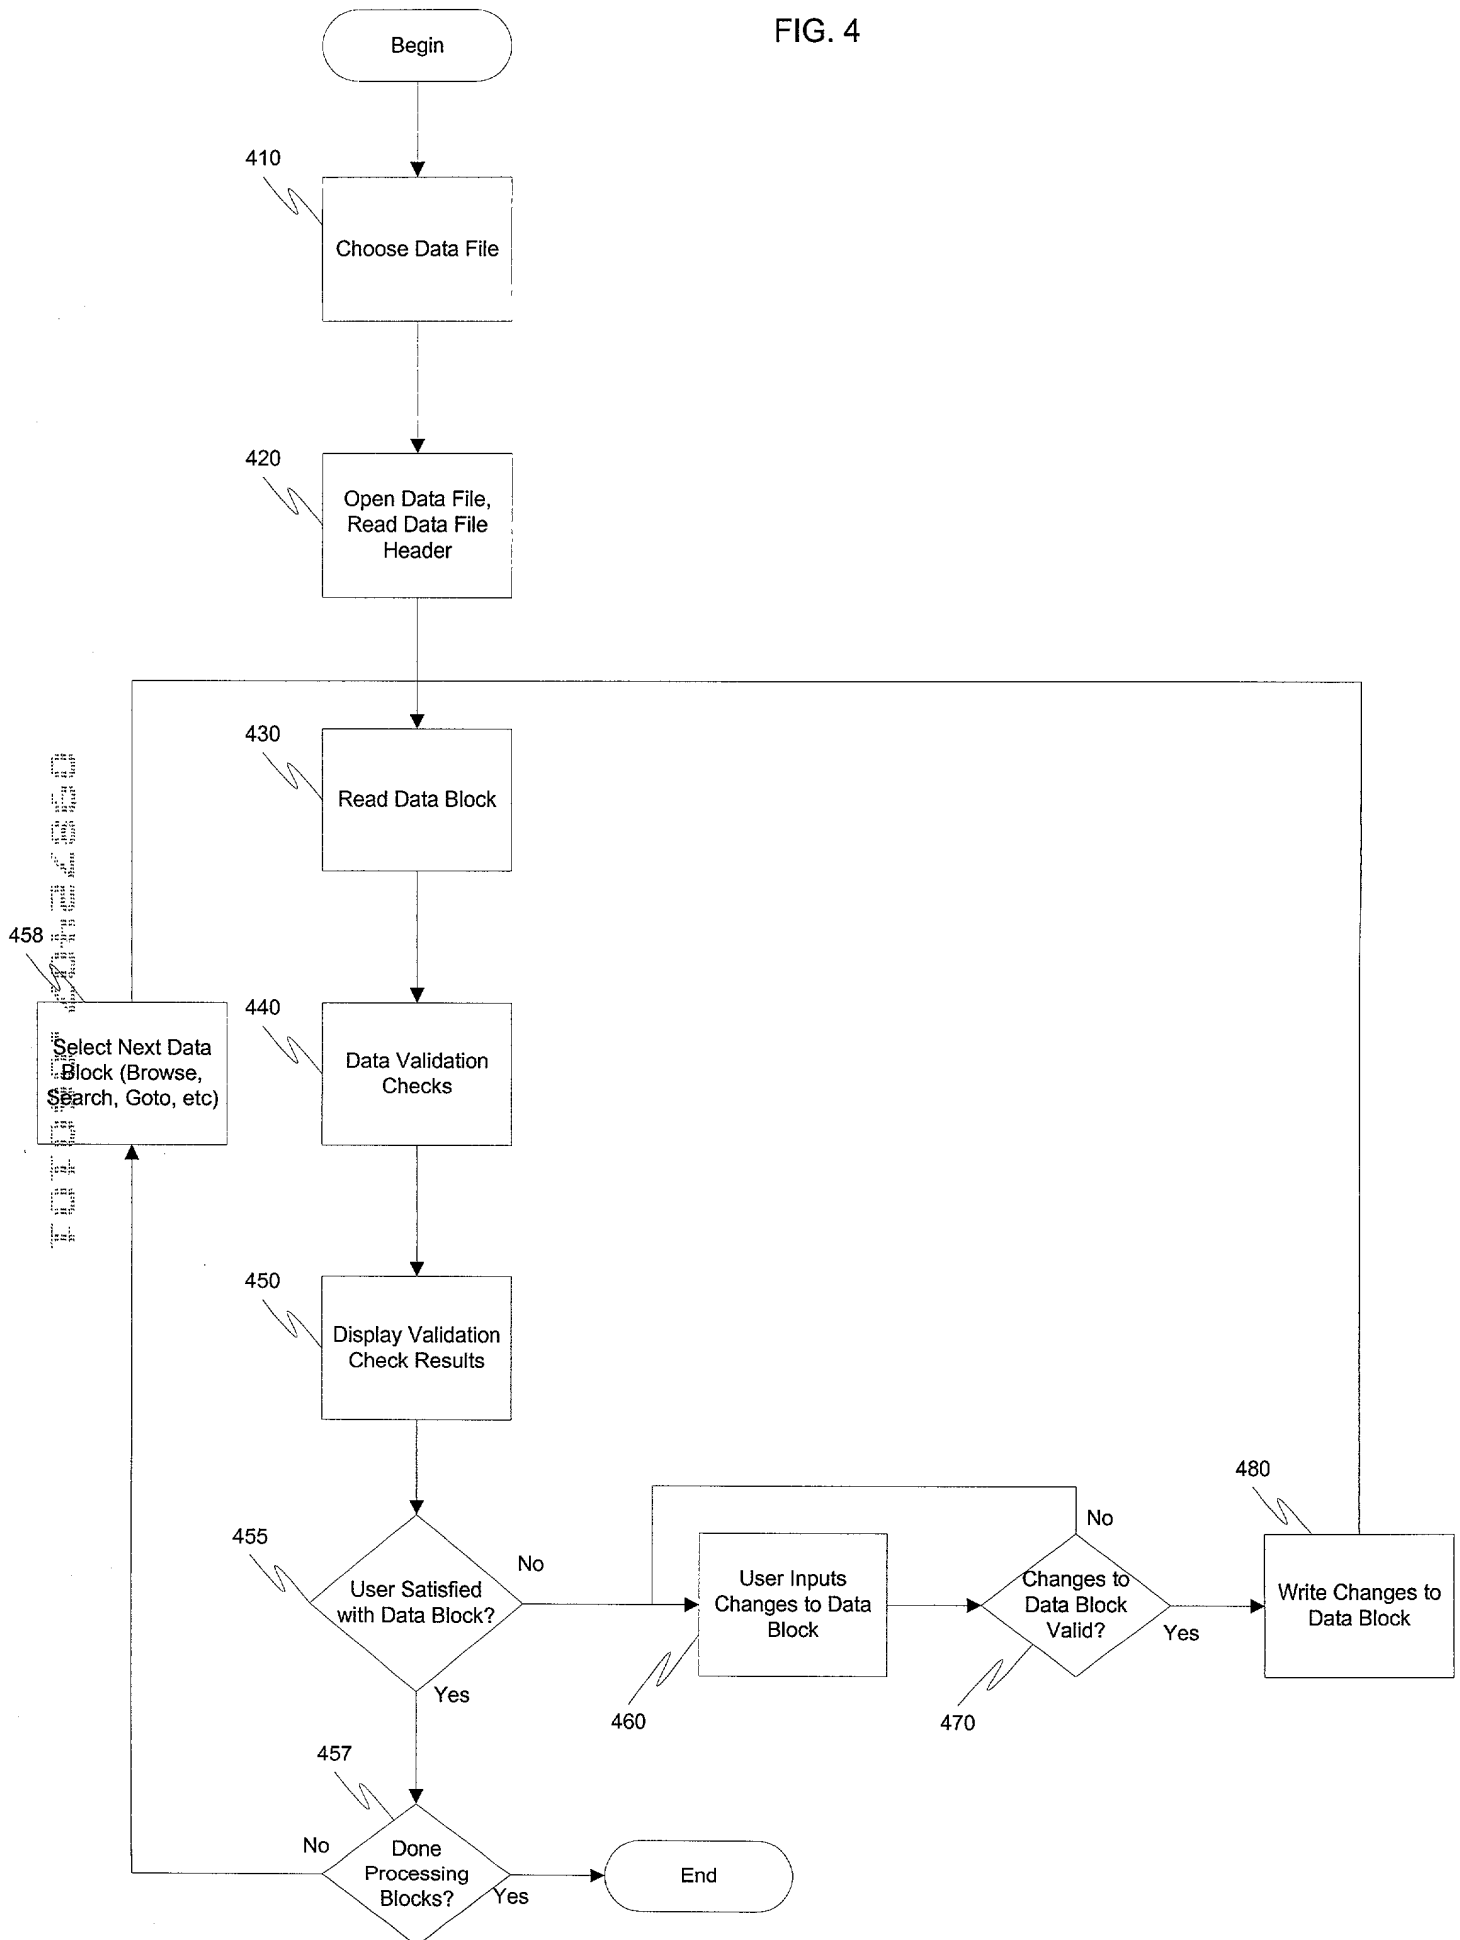 FIG. 4
Begin
410
Choose Data File
420
Open Data File,
Read Data File
Header
430
Read Data Block
458
Select Next Data
Block (Browse,
Search, Goto, etc)
440
Data Validation
Checks
450
Display Validation
Check Results
455
User Satisfied
with Data Block?
No
Yes
460
User Inputs
Changes to Data
Block
470
Changes to
Data Block
Valid?
No
Yes
480
Write Changes to
Data Block
457
Done
Processing
Blocks?
No
Yes
End